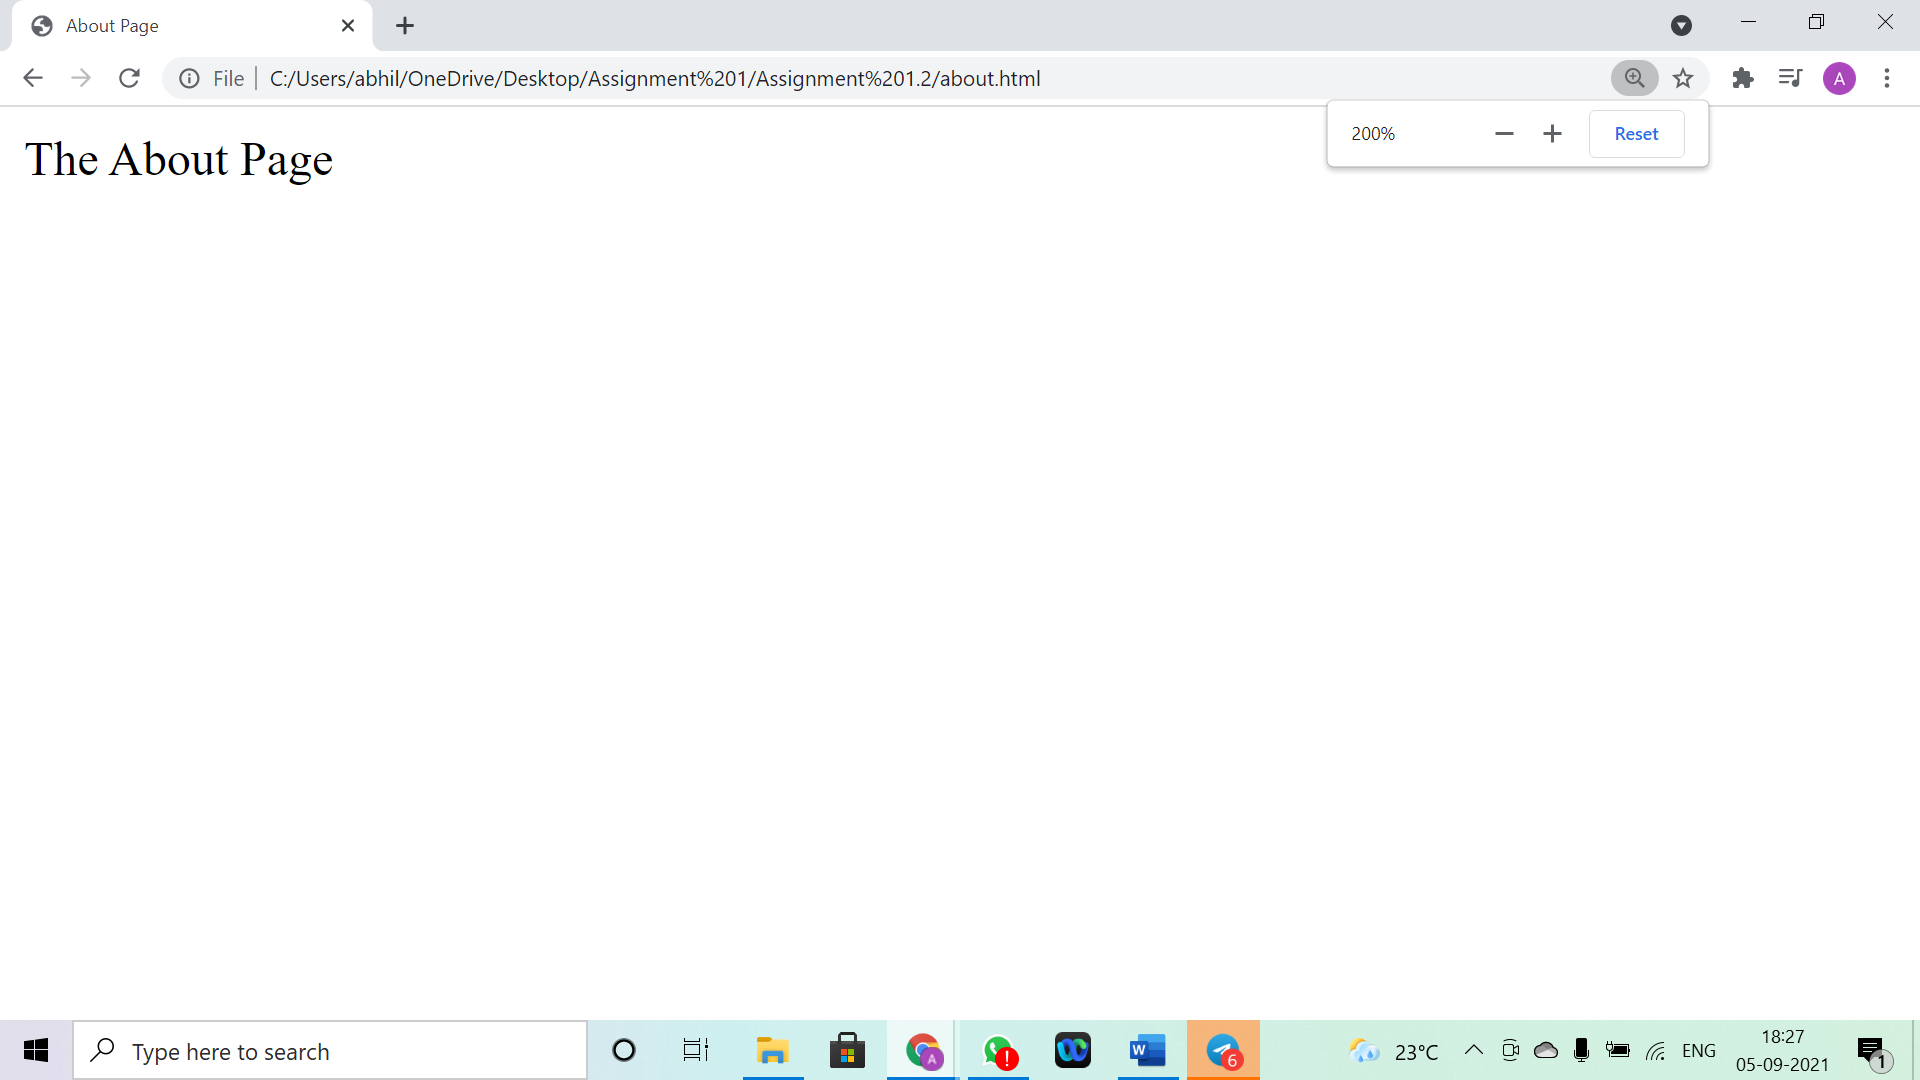 About Page
File
C:/Users/abhil/OneDrive/Desktop/Assignment%201/Assignment%201.2/about.html
A
200%
Reset
The About Page
Type here to search
A
!
W
6
23°C
ENG
18:27
05-09-2021
1